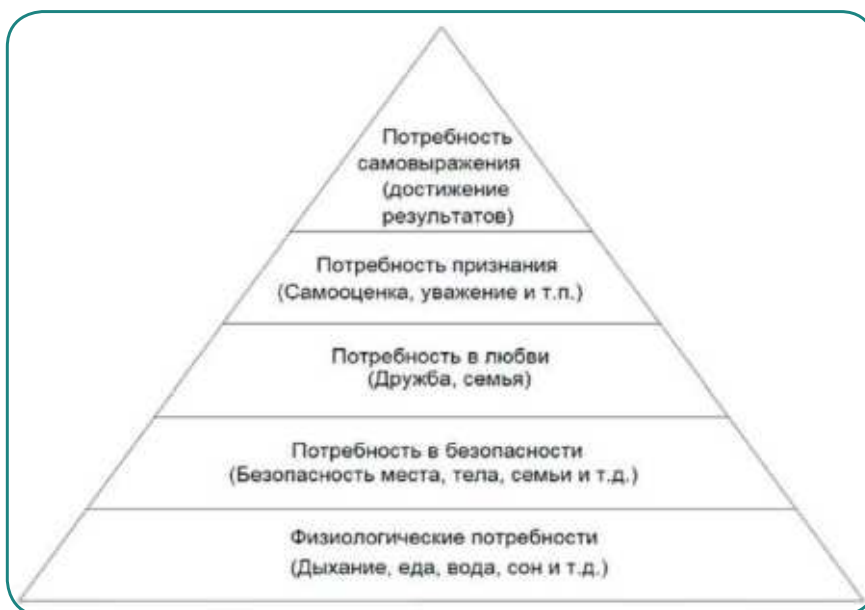 Потребность
самовыражения
(достижение
результатов)
Потребность признания
(Самооценка, уважение и т.п.)
Потребность в любви
(Дружба, семья)
Потребность в безопасности
(Безопасность места, тела, семьи и т.д.)
Физиологические потребности
(Дыхание, еда, вода, сон и т.д.)